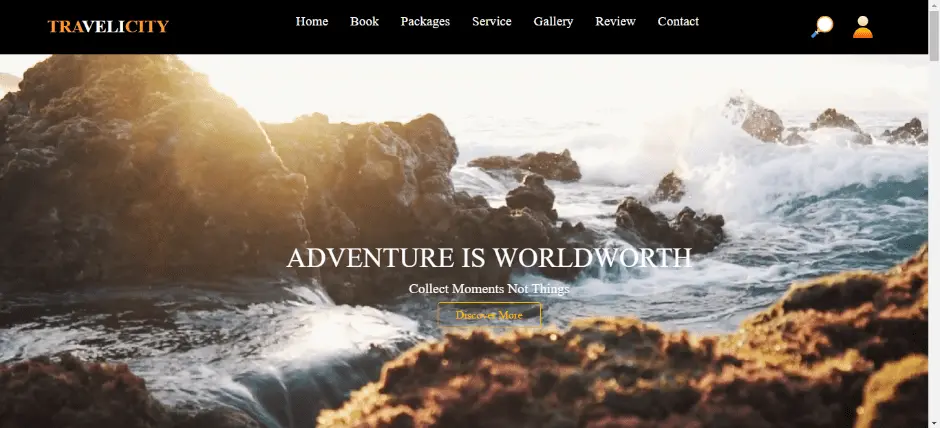 TRAVELICITY
Home Book Packages Service Gallery Review Contact
ADVENTURE IS WORLDWORTH
Collect Moments Not Things
Discover More